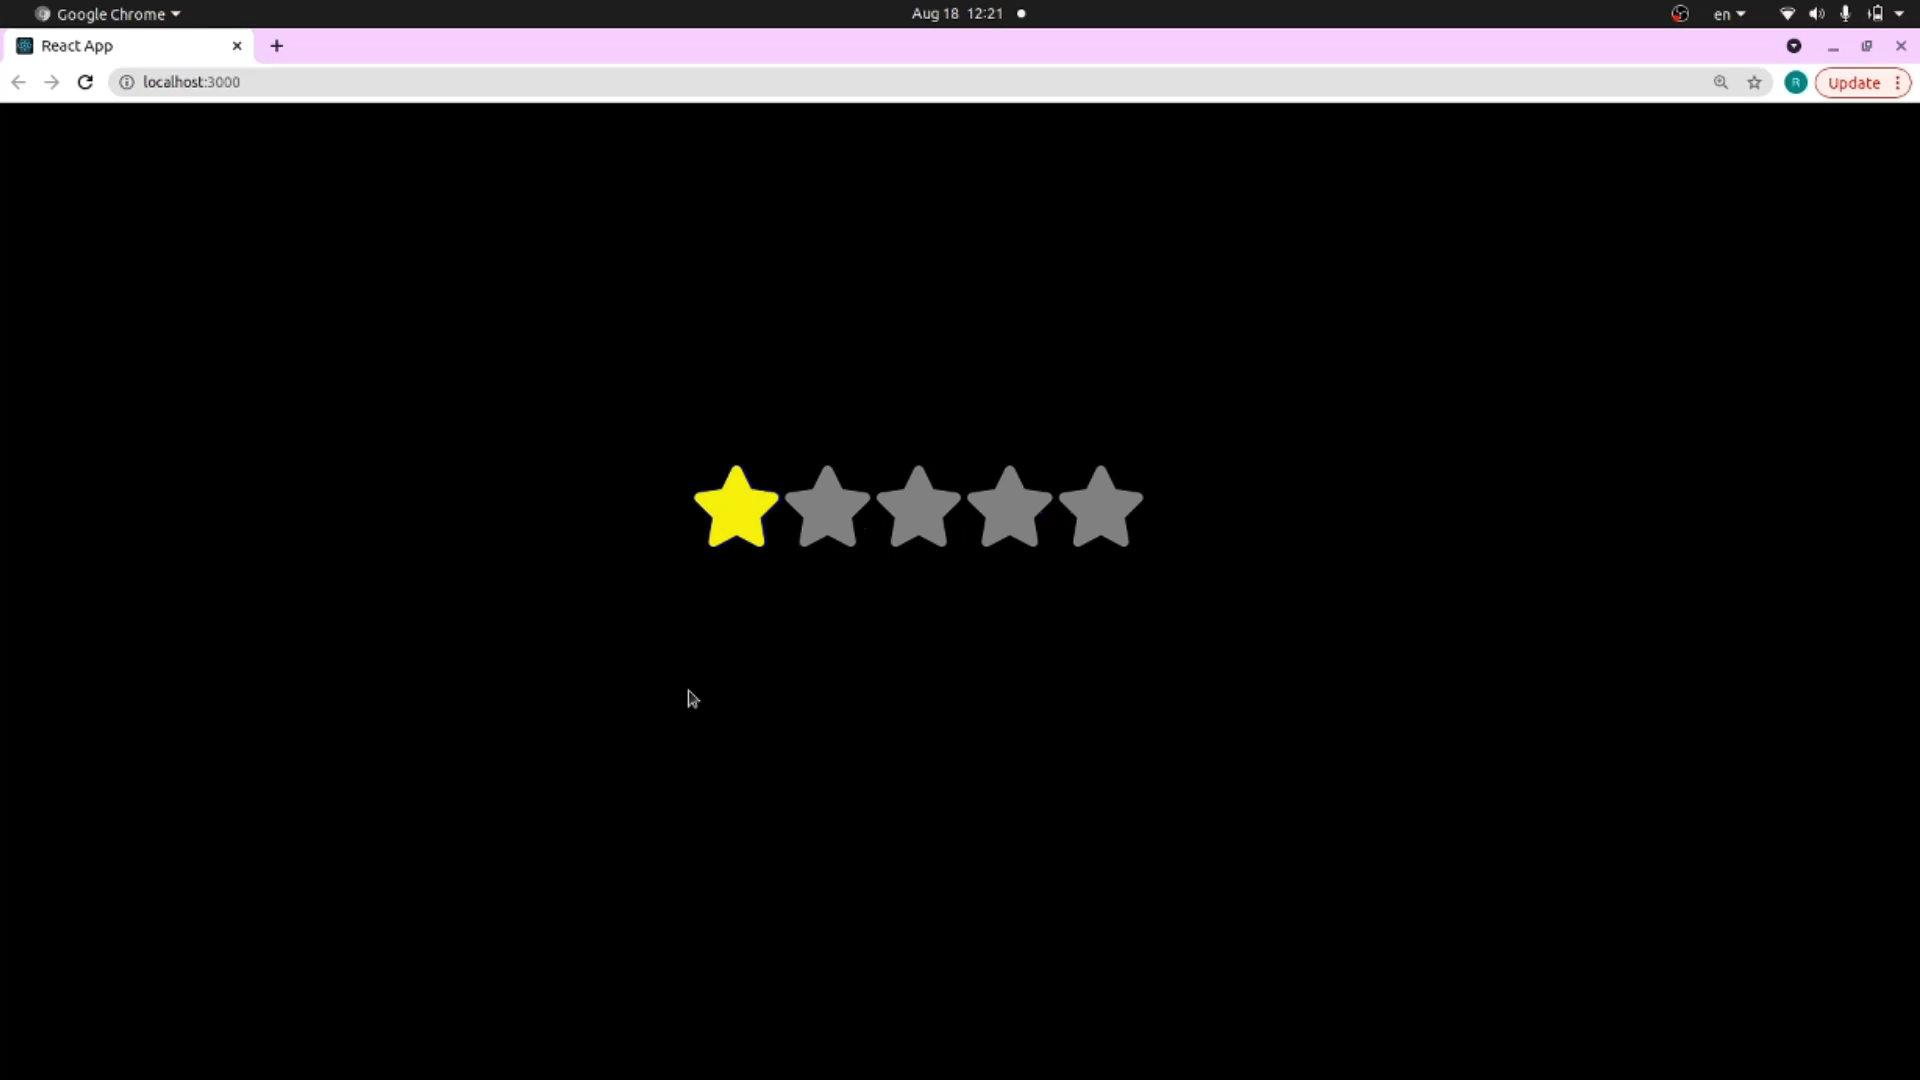 Google Chrome
Aug 18 12:21
en
React App
localhost:3000
R
Update